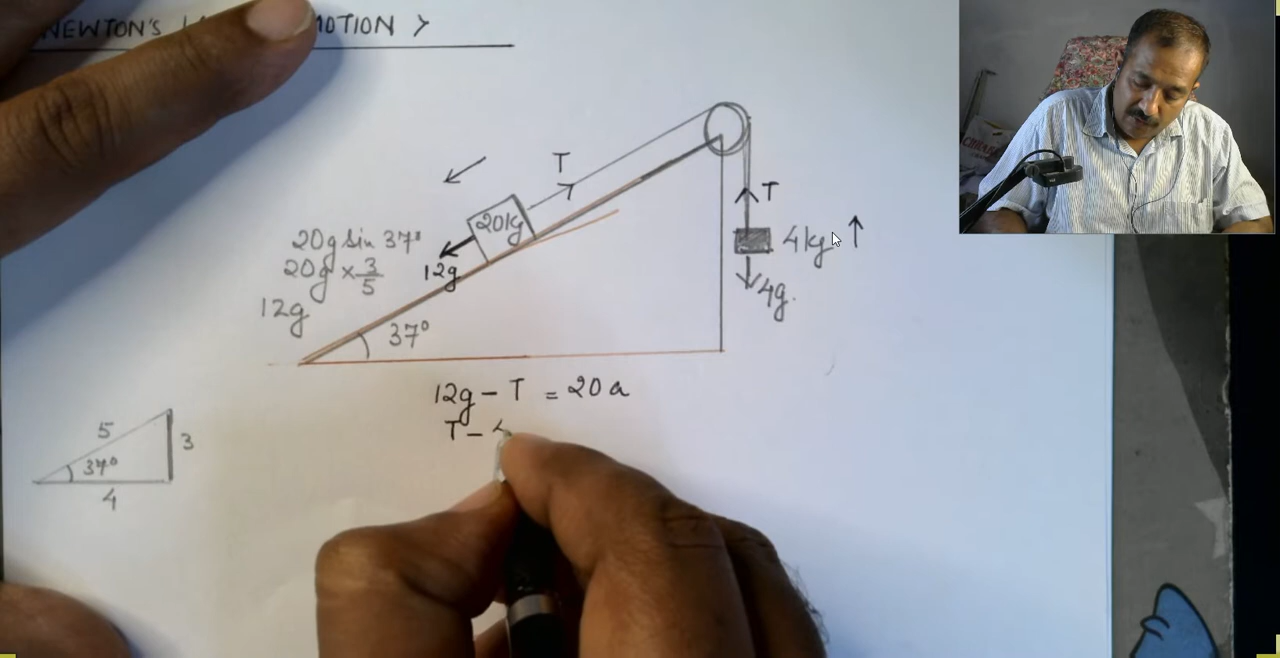 NEWTON'S L MOTION >
T
20kg
T
4kg ↑
20g sin 37°
20g × 3/5
12g
12g
4g.
37°
12g - T = 20a
T -
5
3
37°
4